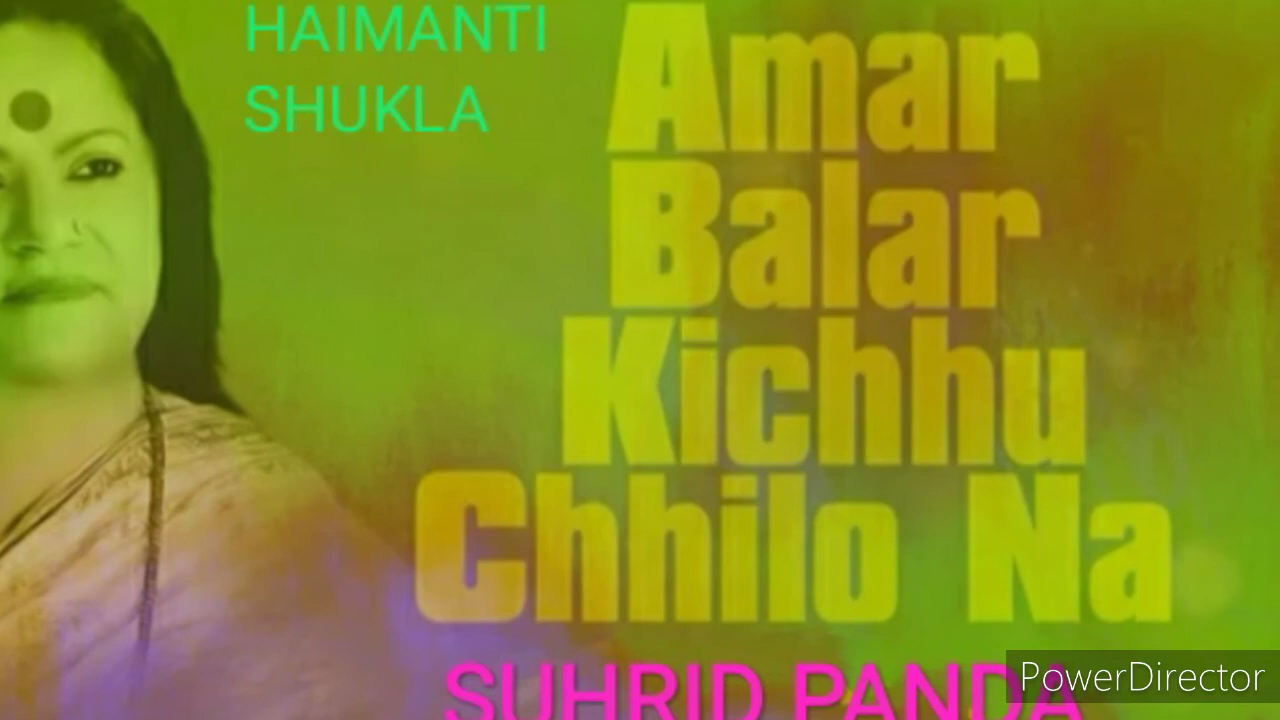 HAIMANTI
SHUKLA
Amar
Balar
Kichhu
Chhilo Na
SUHRID PANDA
PowerDirector